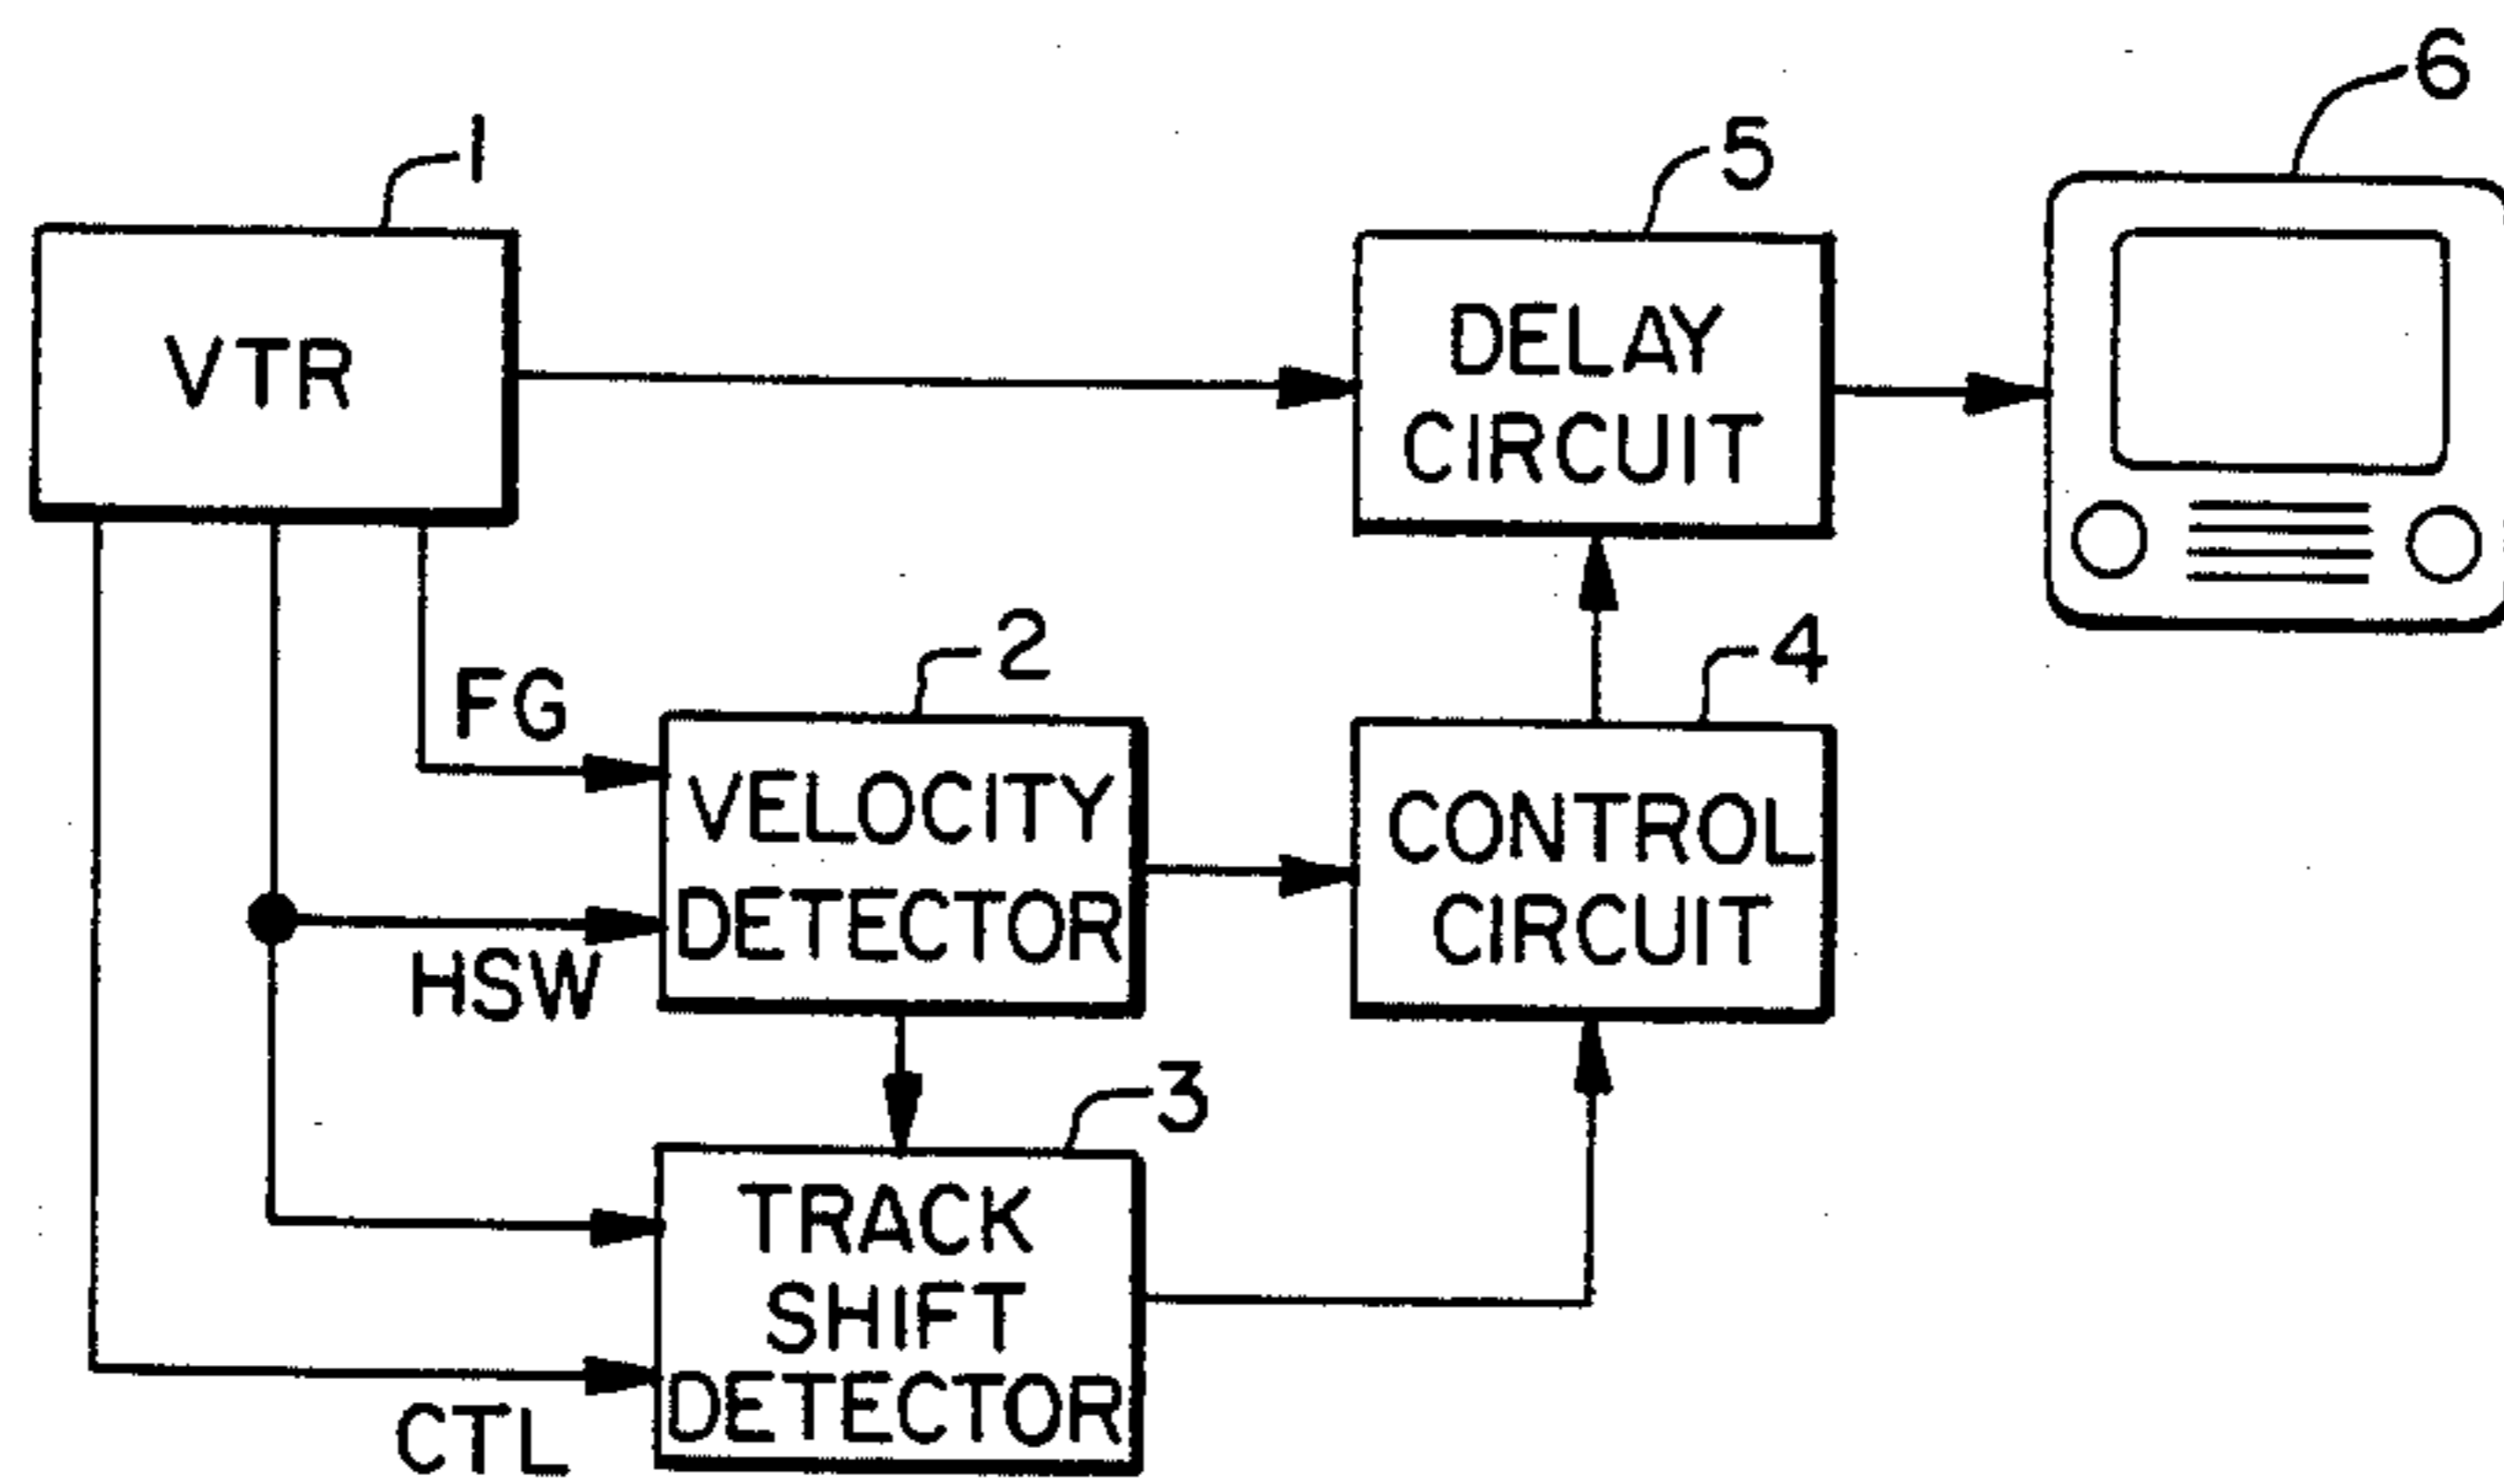 6
1
5
VTR
DELAY
CIRCUIT
2
4
FG
VELOCITY
DETECTOR
CONTROL
CIRCUIT
HSW
3
TRACK
SHIFT
DETECTOR
CTL